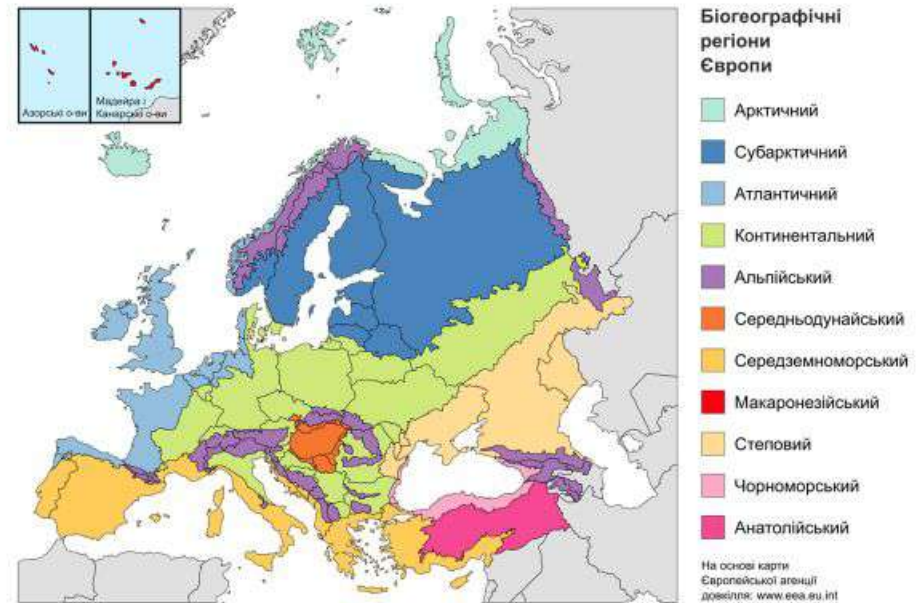 Азорські о-ви
Мадейра і
Канарські о-ви
Біогеографічні
регіони
Європи
Арктичний
Субарктичний
Атлантичний
Континентальний
Альпійський
Середньодунайський
Середземноморський
Макаронезійський
Степовий
Чорноморський
Анатолійський
На основі карти
Європейської агенції
довкілля: www.eea.eu.int